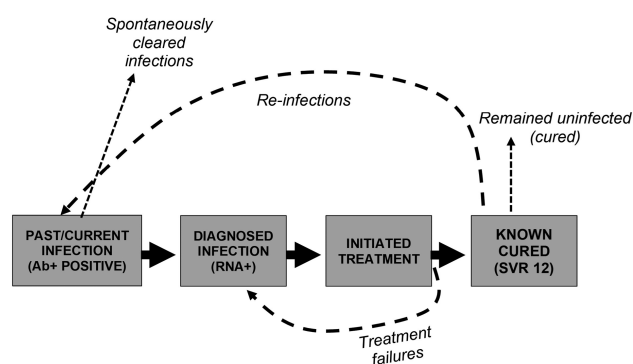 Spontaneously
cleared
infections
Re-infections
Remained uninfected
(cured)
PAST/CURRENT
INFECTION
(Ab+ POSITIVE)
DIAGNOSED
INFECTION
(RNA+)
INITIATED
TREATMENT
KNOWN
CURED
(SVR 12)
Treatment
failures